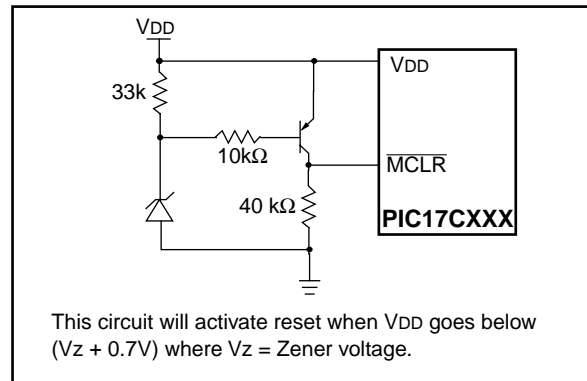 VDD
VDD
33k
10kΩ
MCLR
40 kΩ
PIC17CXXX
This circuit will activate reset when VDD goes below
(Vz + 0.7V) where Vz = Zener voltage.